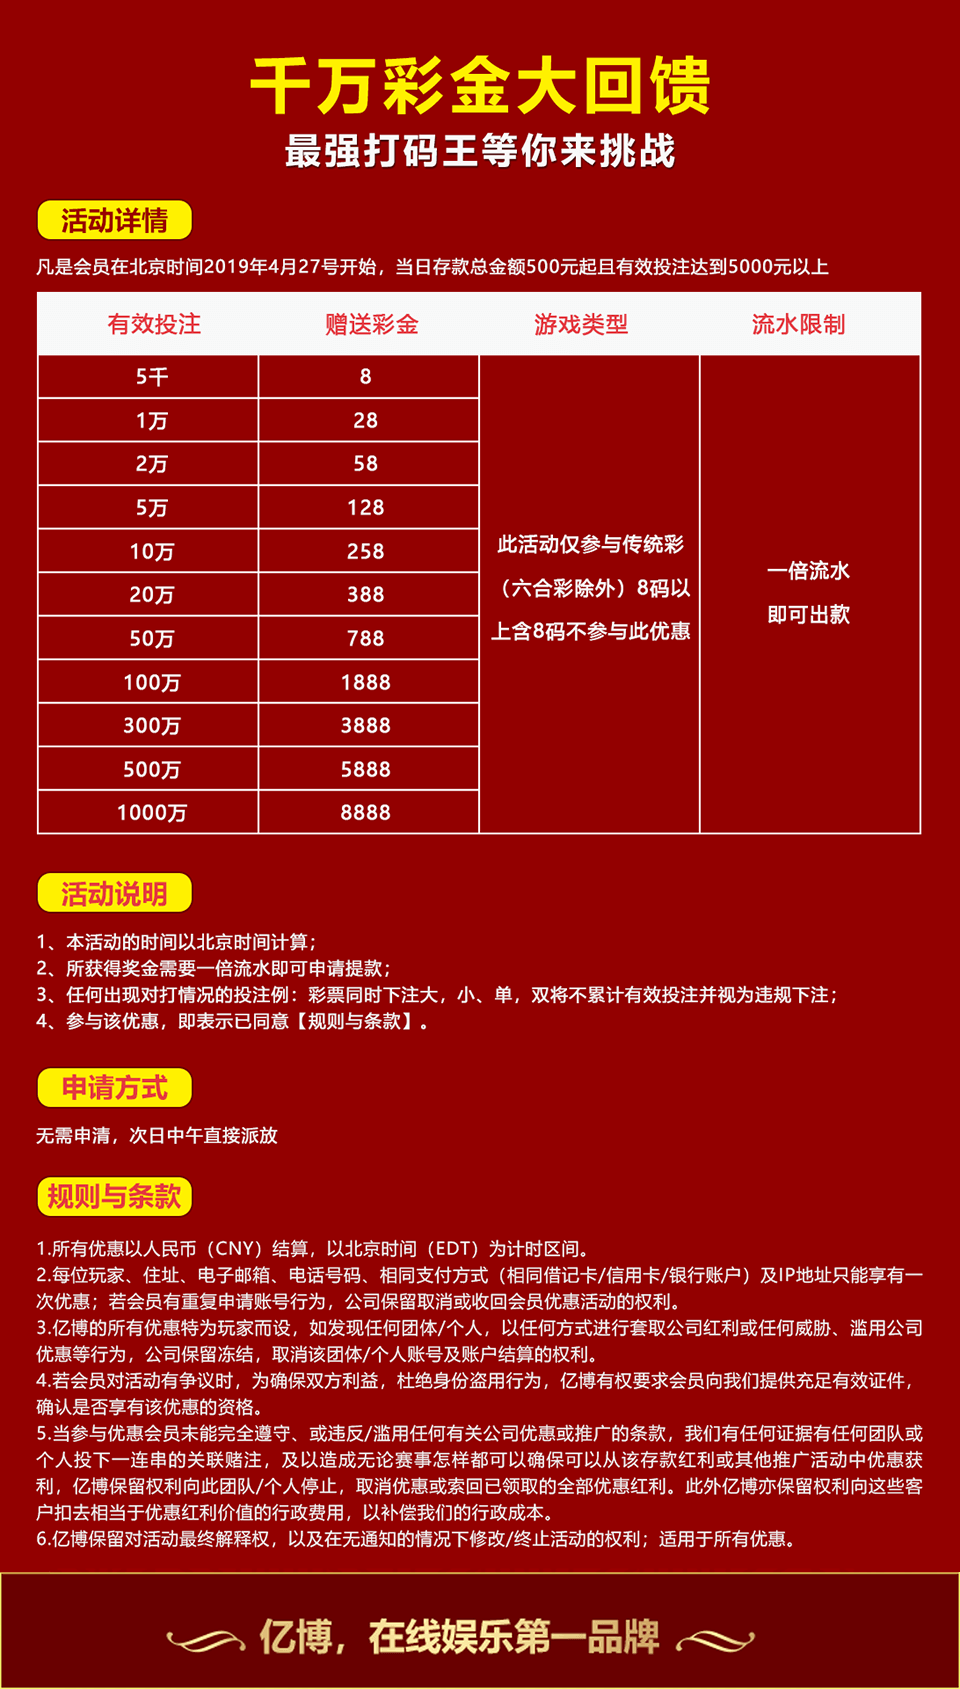 千万彩金大回馈
最强打码王等你来挑战
活动详情
凡是会员在北京时间2019年4月27号开始，当日存款总金额500元起且有效投注达到5000元以上
有效投注 赠送彩金 游戏类型 流水限制
5千 8
1万 28
2万 58
5万 128
10万 258
20万 388
50万 788
100万 1888
300万 3888
500万 5888
1000万 8888
此活动仅参与传统彩
（六合彩除外）8码以
上含8码不参与此优惠
一倍流水
即可出款
活动说明
1、本活动的时间以北京时间计算；
2、所获得奖金需要一倍流水即可申请提款；
3、任何出现对打情况的投注例：彩票同时下注大，小、单，双将不累计有效投注并视为违规下注；
4、参与该优惠，即表示已同意【规则与条款】。
申请方式
无需申清，次日中午直接派放
规则与条款
1.所有优惠以人民币（CNY）结算，以北京时间（EDT）为计时区间。
2.每位玩家、住址、电子邮箱、电话号码、相同支付方式（相同借记卡/信用卡/银行账户）及IP地址只能享有一
次优惠；若会员有重复申请账号行为，公司保留取消或收回会员优惠活动的权利。
3.亿博的所有优惠特为玩家而设，如发现任何团体/个人，以任何方式进行套取公司红利或任何威胁、滥用公司
优惠等行为，公司保留冻结，取消该团体/个人账号及账户结算的权利。
4.若会员对活动有争议时，为确保双方利益，杜绝身份盗用行为，亿博有权要求会员向我们提供充足有效证件，
确认是否享有该优惠的资格。
5.当参与优惠会员未能完全遵守、或违反/滥用任何有关公司优惠或推广的条款，我们有任何证据有任何团队或
个人投下一连串的关联赌注，及以造成无论赛事怎样都可以确保可以从该存款红利或其他推广活动中优惠获
利，亿博保留权利向此团队/个人停止，取消优惠或索回已领取的全部优惠红利。此外亿博亦保留权利向这些客
户扣去相当于优惠红利价值的行政费用，以补偿我们的行政成本。
6.亿博保留对活动最终解释权，以及在无通知的情况下修改/终止活动的权利；适用于所有优惠。
亿博，在线娱乐第一品牌